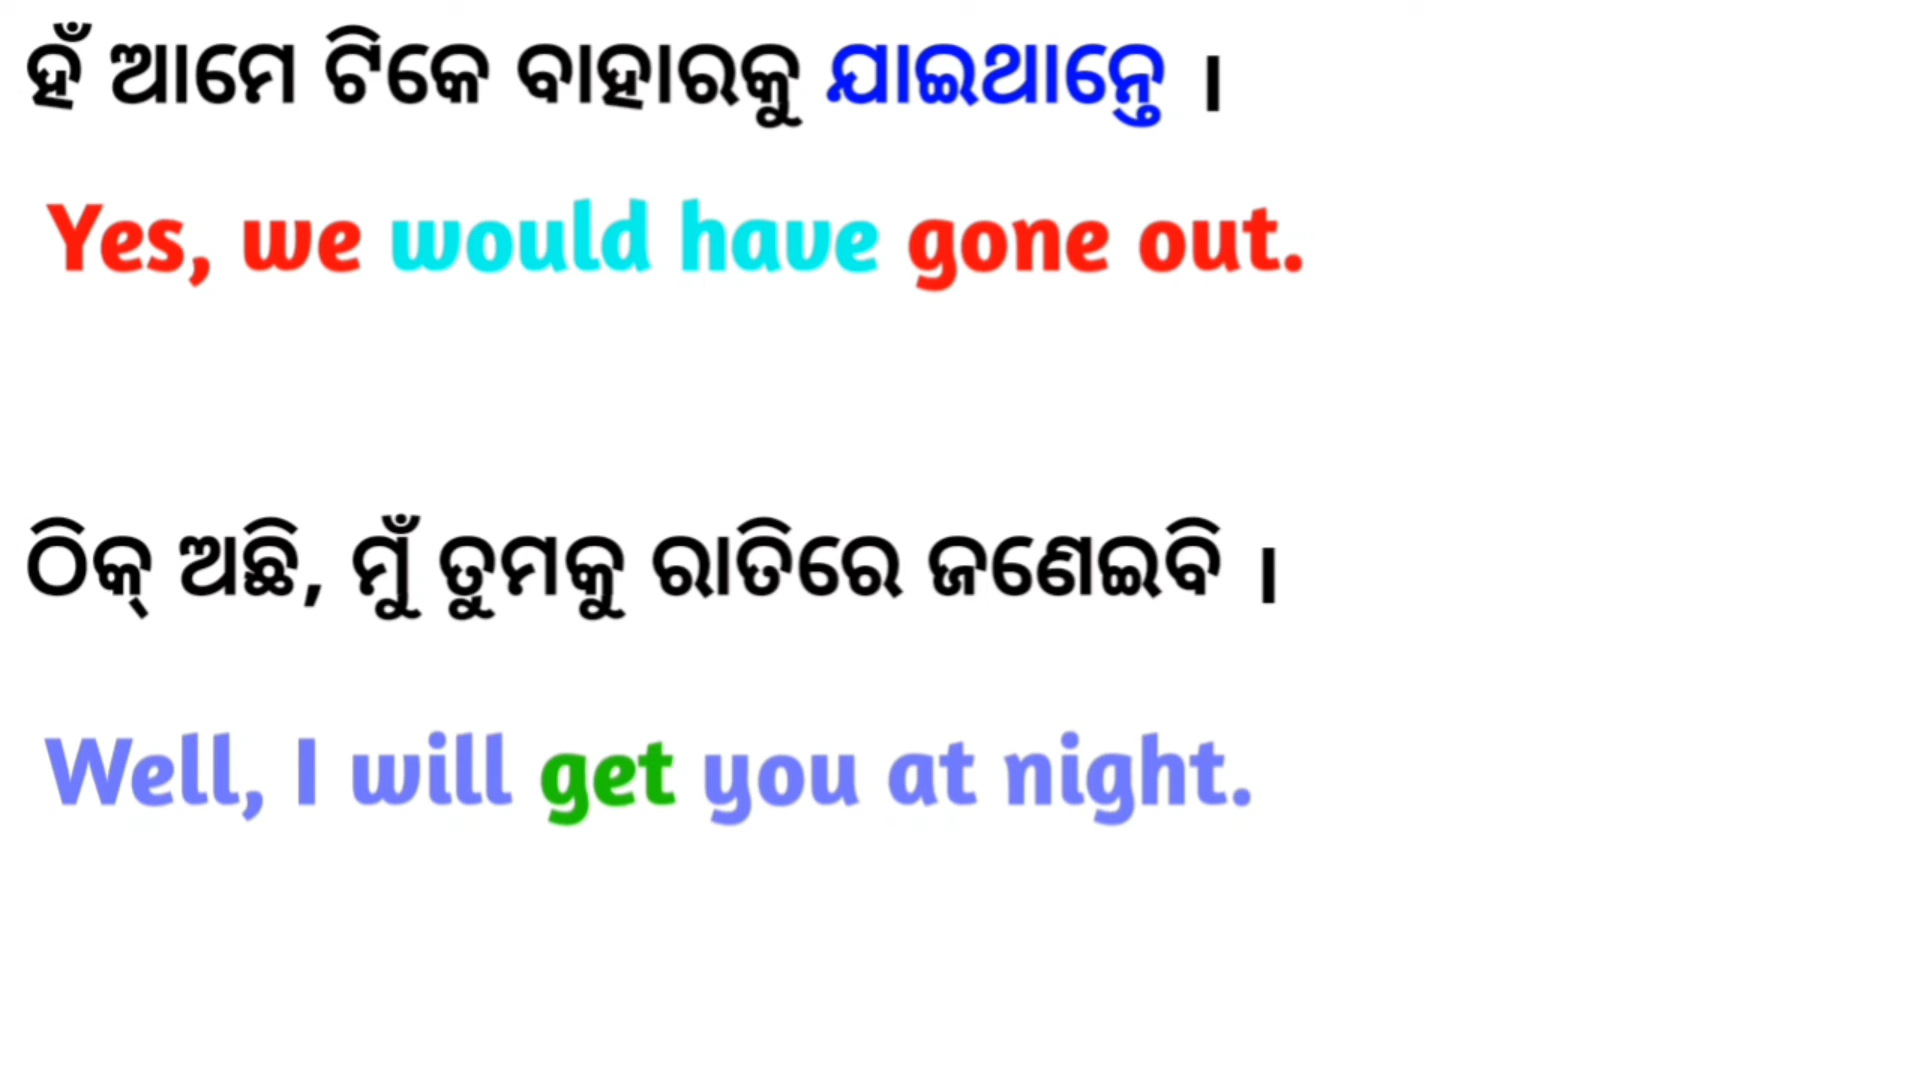 ହଁ ଆମେ ଟିକେ ବାହାରକୁ ଯାଇଥାନ୍ତେ ।
Yes, we would have gone out.
ଠିକ୍ ଅଛି, ମୁଁ ତୁମକୁ ରାତିରେ ଜଣେଇବି ।
Well, I will get you at night.